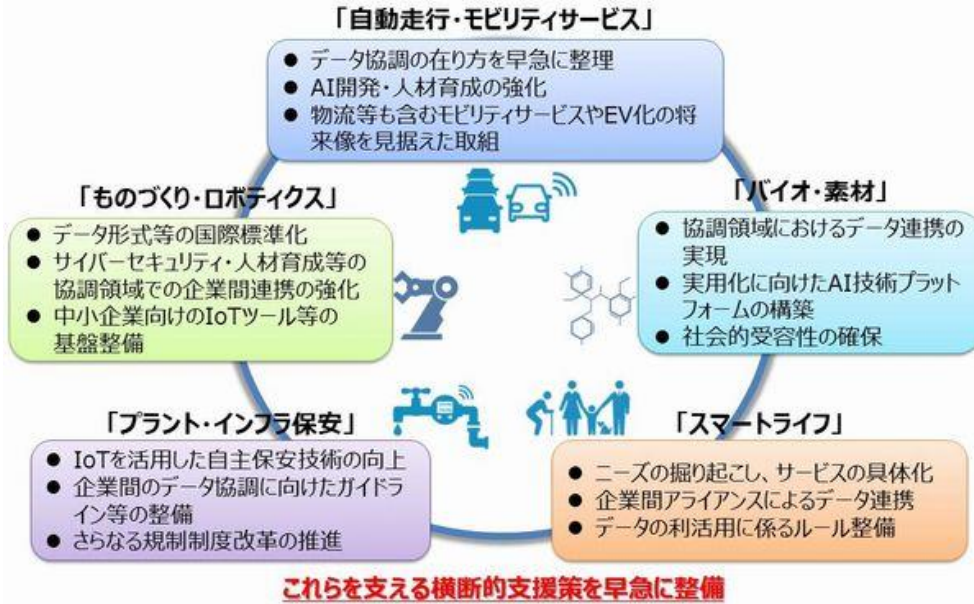 「自動走行・モビリティサービス」
● データ協調の在り方を早急に整理
● AI開発・人材育成の強化
● 物流等も含むモビリティサービスやEV化の将
来像を見据えた取組
「ものづくり・ロボティクス」
● データ形式等の国際標準化
● サイバーセキュリティ・人材育成等の
協調領域での企業間連携の強化
● 中小企業向けのIoTツール等の
基盤整備
「バイオ・素材」
● 協調領域におけるデータ連携の
実現
● 実用化に向けたAI技術プラット
フォームの構築
● 社会的受容性の確保
「プラント・インフラ保安」
● IoTを活用した自主保安技術の向上
● 企業間のデータ協調に向けたガイドラ
イン等の整備
● さらなる規制制度改革の推進
「スマートライフ」
● ニーズの掘り起こし、サービスの具体化
● 企業間アライアンスによるデータ連携
● データの利活用に係るルール整備
これらを支える横断的支援策を早急に整備